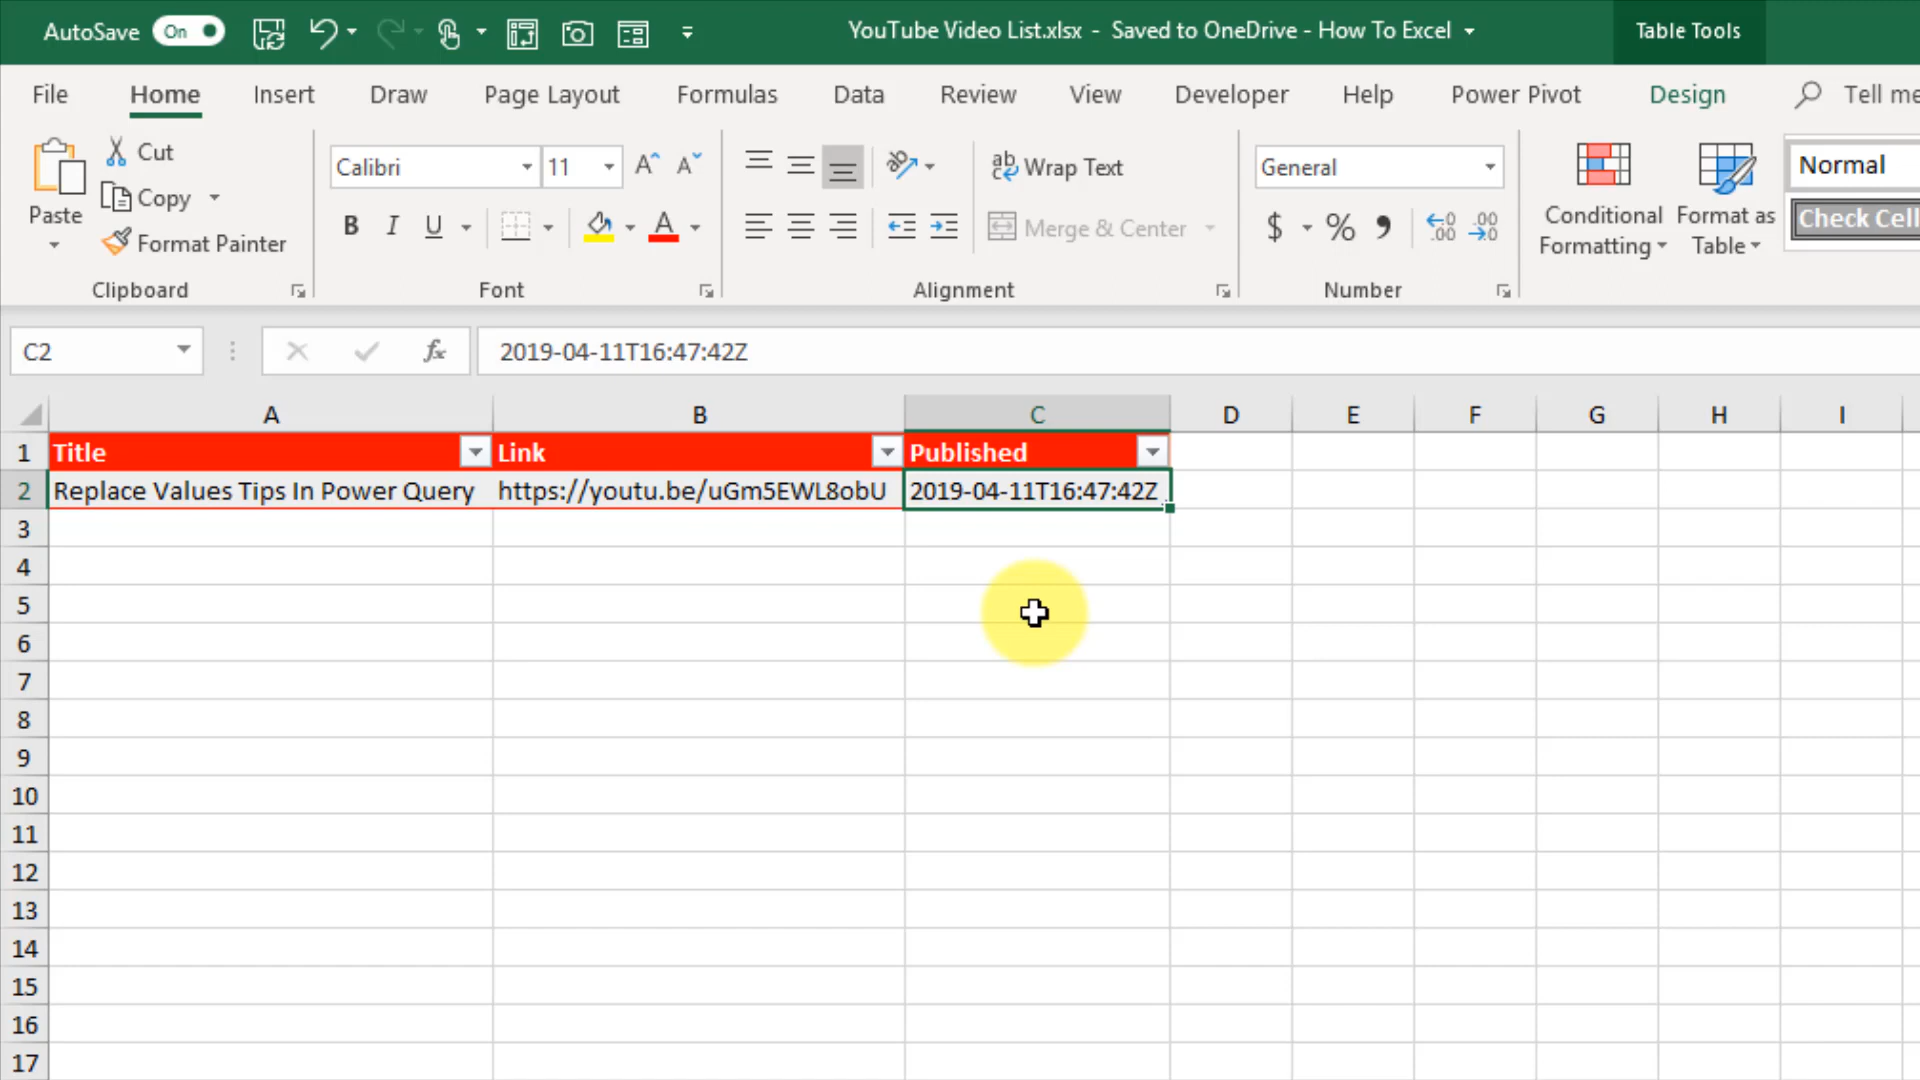 AutoSave On YouTube Video List.xlsx - Saved to OneDrive - How To Excel Table Tools
File Home Insert Draw Page Layout Formulas Data Review View Developer Help Power Pivot Design Tell me
Paste Cut Copy Format Painter
Calibri 11 A A
B I U A
ab Wrap Text
Merge & Center
General
$ % , .00 .00
Conditional Formatting
Format as Table
Normal
Check Cell
Clipboard Font Alignment Number
C2 fx 2019-04-11T16:47:42Z
A B C D E F G H I
1 Title Link Published
2 Replace Values Tips In Power Query https://youtu.be/uGm5EWL8obU 2019-04-11T16:47:42Z
3
4
5
6
7
8
9
10
11
12
13
14
15
16
17